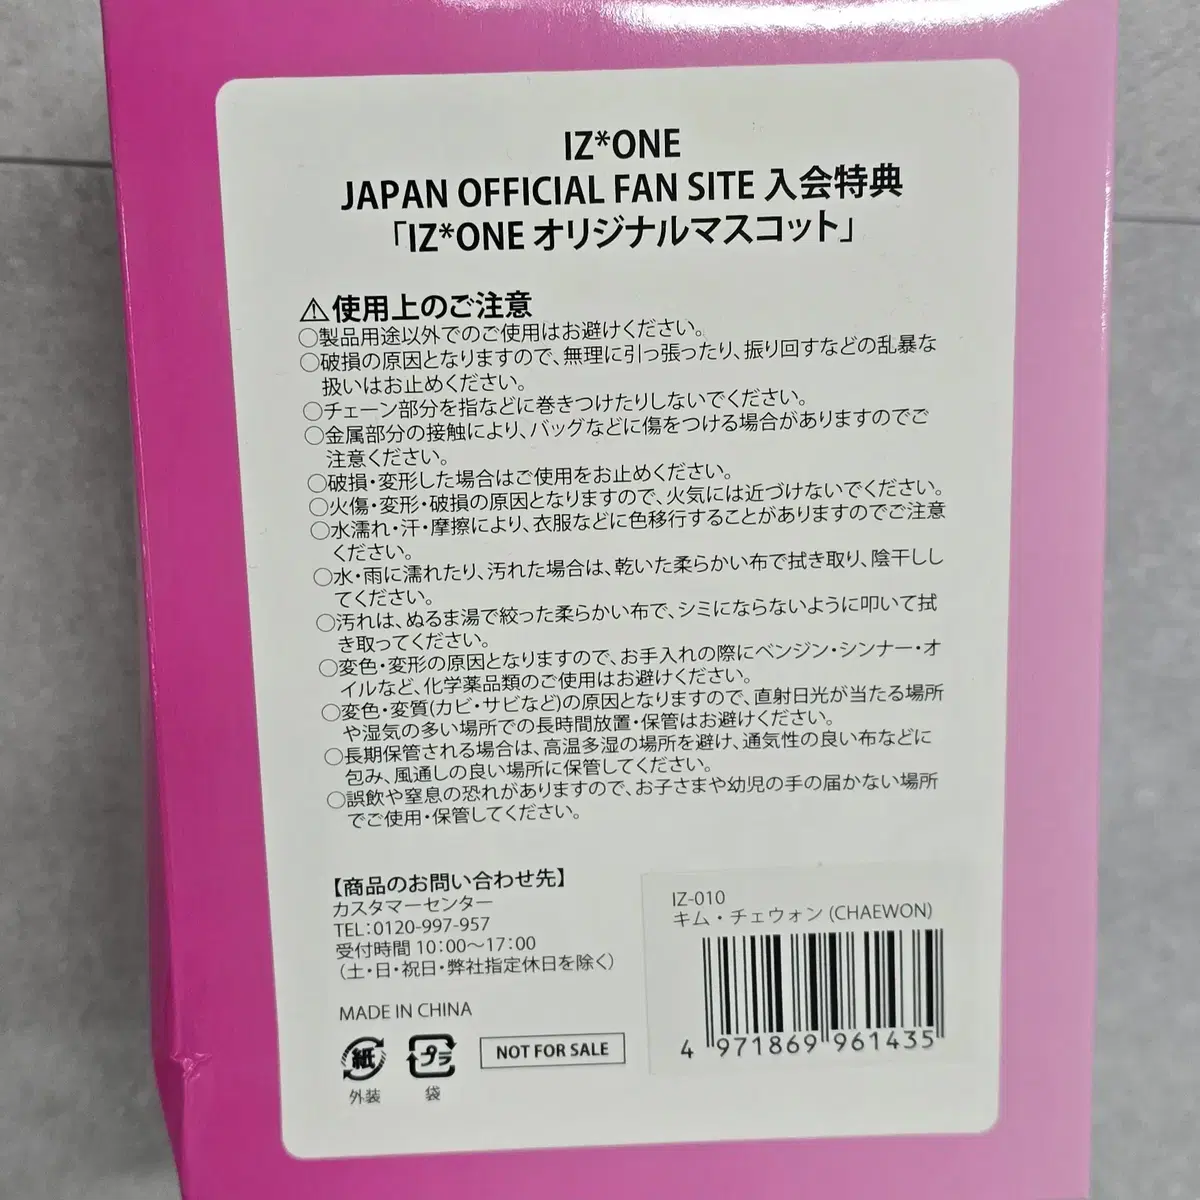 IZ*ONE
JAPAN OFFICIAL FAN SITE 入会特典
「IZ*ONE オリジナルマスコット」
⚠使用上のご注意
○製品用途以外でのご使用はお避けください。
○破損の原因となりますので、無理に引っ張ったり、振り回すなどの乱暴な
扱いはお止めください。
○チェーン部分を指などに巻きつけたりしないでください。
○金属部分の接触により、バッグなどに傷をつける場合がありますのでご
注意ください。
○破損・変形した場合はご使用をお止めください。
○火傷・変形・破損の原因となりますので、火気には近づけないでください。
○水濡れ・汗・摩擦により、衣服などに色移行することがありますのでご注意
ください。
○水・雨に濡れたり、汚れた場合は、乾いた柔らかい布で拭き取り、陰干しし
てください。
○汚れは、ぬるま湯で絞った柔らかい布で、シミにならないように叩いて拭
き取ってください。
○変色・変形の原因となりますので、お手入れの際にベンジン・シンナー・オ
イルなど、化学薬品類のご使用はお避けください。
○変色・変質(カビ・サビなど)の原因となりますので、直射日光が当たる場所
や湿気の多い場所での長時間放置・保管はお避けください。
○長期保管される場合は、高温多湿の場所を避け、通気性の良い布などに
包み、風通しの良い場所に保管してください。
○誤飲や窒息の恐れがありますので、お子さまや幼児の手の届かない場所
でご使用・保管してください。
【商品のお問い合わせ先】
カスタマーセンター
TEL:0120-997-957
受付時間 10:00〜17:00
(土・日・祝日・弊社指定休日を除く)
MADE IN CHINA
紙
外装
プラ
袋
NOT FOR SALE
IZ-010
キム・チェウォン (CHAEWON)
4 971869 961435